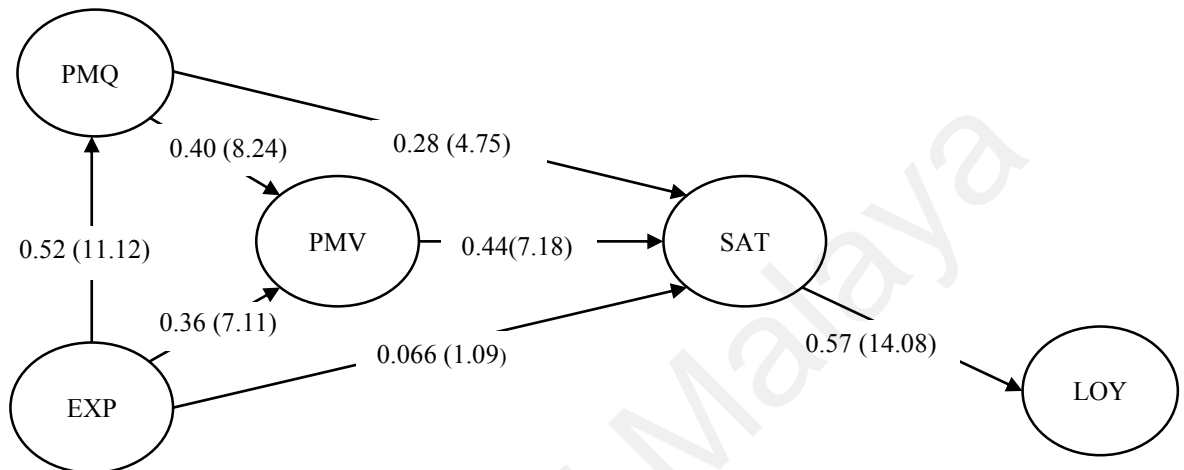 PMQ
0.40 (8.24)
0.28 (4.75)
0.52 (11.12)
PMV
0.44(7.18)
SAT
0.36 (7.11)
0.066 (1.09)
0.57 (14.08)
EXP
LOY
Malaya